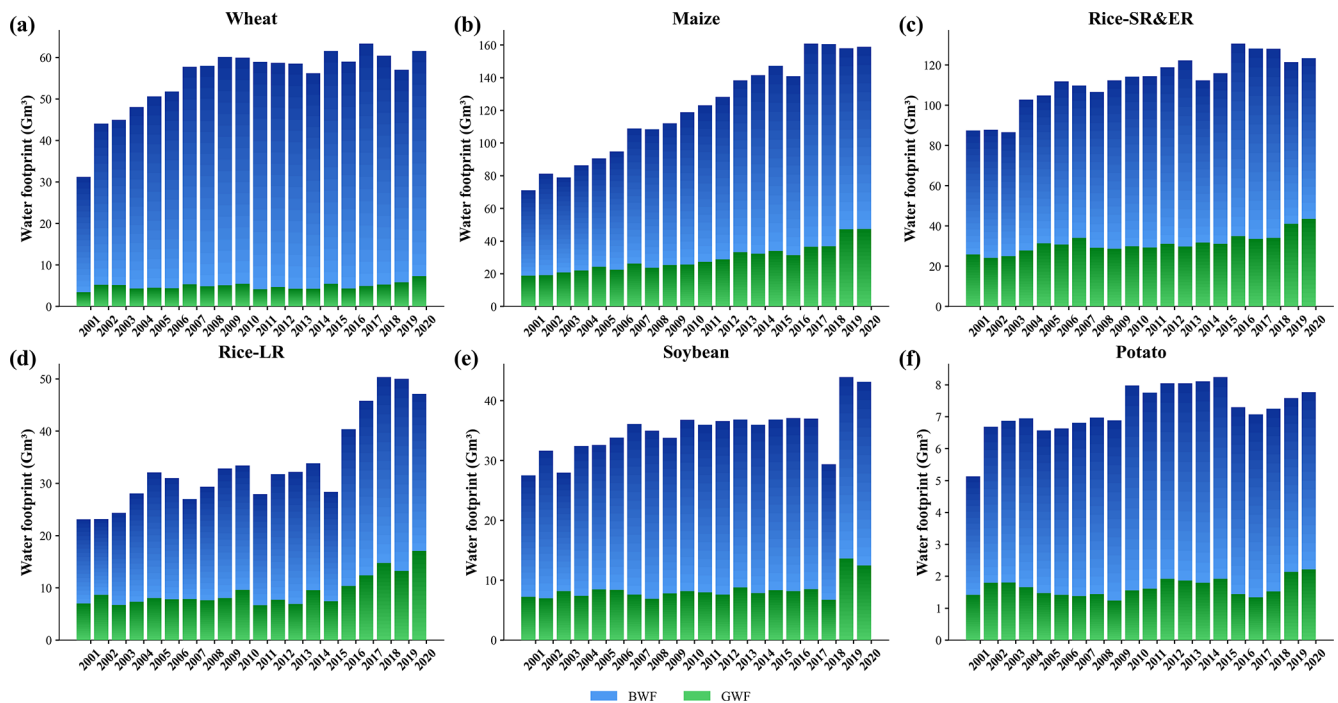 (a) Wheat
Water footprint (Gm³)
60
50
40
30
20
10
0
2001 2002 2003 2004 2005 2006 2007 2008 2009 2010 2011 2012 2013 2014 2015 2016 2017 2018 2019 2020
(b) Maize
Water footprint (Gm³)
160
140
120
100
80
60
40
20
0
2001 2002 2003 2004 2005 2006 2007 2008 2009 2010 2011 2012 2013 2014 2015 2016 2017 2018 2019 2020
(c) Rice-SR&ER
Water footprint (Gm³)
120
100
80
60
40
20
0
2001 2002 2003 2004 2005 2006 2007 2008 2009 2010 2011 2012 2013 2014 2015 2016 2017 2018 2019 2020
(d) Rice-LR
Water footprint (Gm³)
50
40
30
20
10
0
2001 2002 2003 2004 2005 2006 2007 2008 2009 2010 2011 2012 2013 2014 2015 2016 2017 2018 2019 2020
(e) Soybean
Water footprint (Gm³)
40
30
20
10
0
2001 2002 2003 2004 2005 2006 2007 2008 2009 2010 2011 2012 2013 2014 2015 2016 2017 2018 2019 2020
(f) Potato
Water footprint (Gm³)
8
7
6
5
4
3
2
1
0
2001 2002 2003 2004 2005 2006 2007 2008 2009 2010 2011 2012 2013 2014 2015 2016 2017 2018 2019 2020
BWF GWF